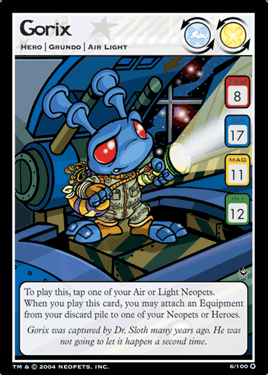 Gorix
HERO | GRUNDO | AIR LIGHT
8
17
MAG
11
12
To play this, tap one of your Air or Light Neopets.
When you play this card, you may attach an Equipment
from your discard pile to one of your Neopets or Heroes.
Gorix was captured by Dr. Sloth many years ago. He was
not going to let it happen a second time.
TM & © 2004 NEOPETS, INC.
6/100